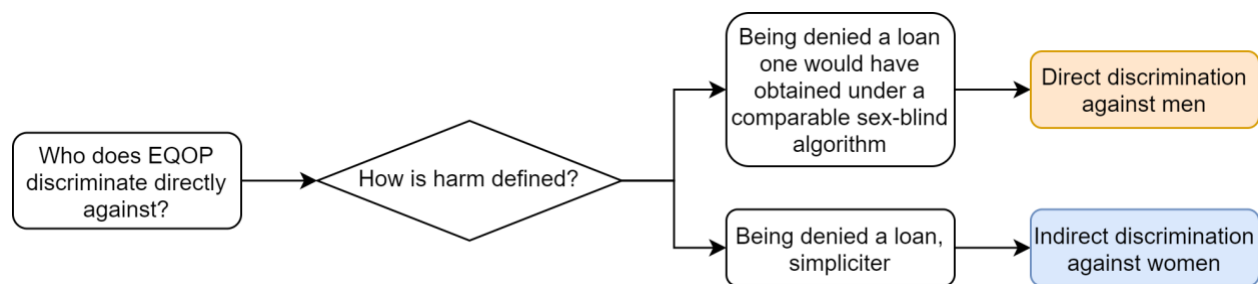 Who does EQOP
discriminate directly
against?
How is harm defined?
Being denied a loan
one would have
obtained under a
comparable sex-blind
algorithm
Direct discrimination
against men
Being denied a loan,
simpliciter
Indirect discrimination
against women